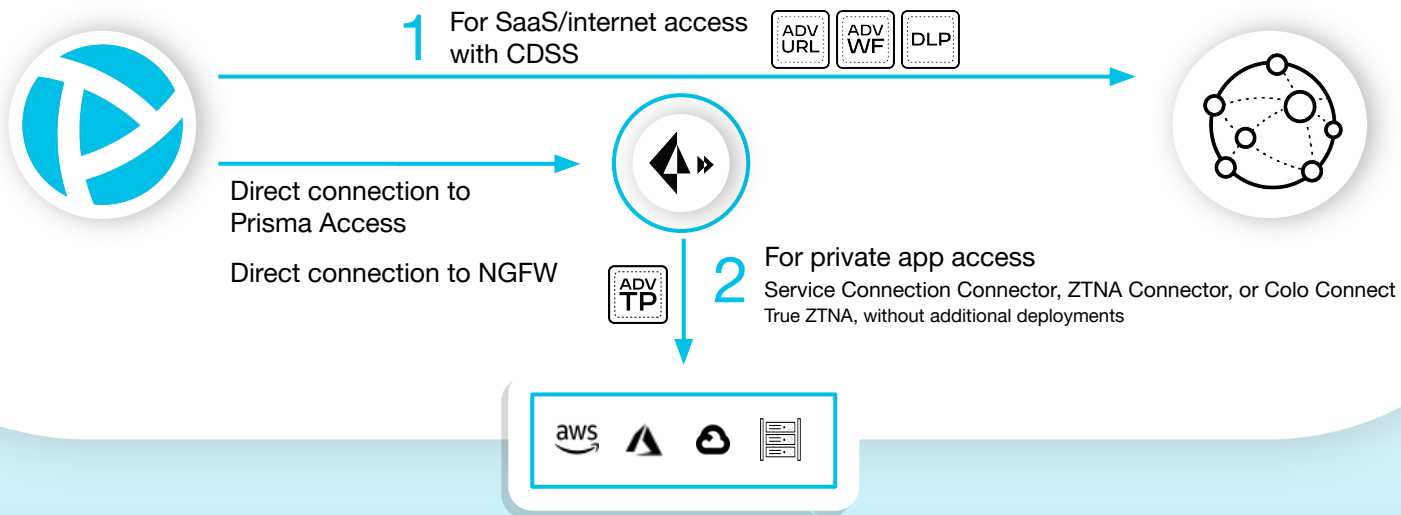 1
For SaaS/internet access
with CDSS
ADV
URL
ADV
WF
DLP
Direct connection to
Prisma Access
Direct connection to NGFW
ADV
TP
2
For private app access
Service Connection Connector, ZTNA Connector, or Colo Connect
True ZTNA, without additional deployments
aws